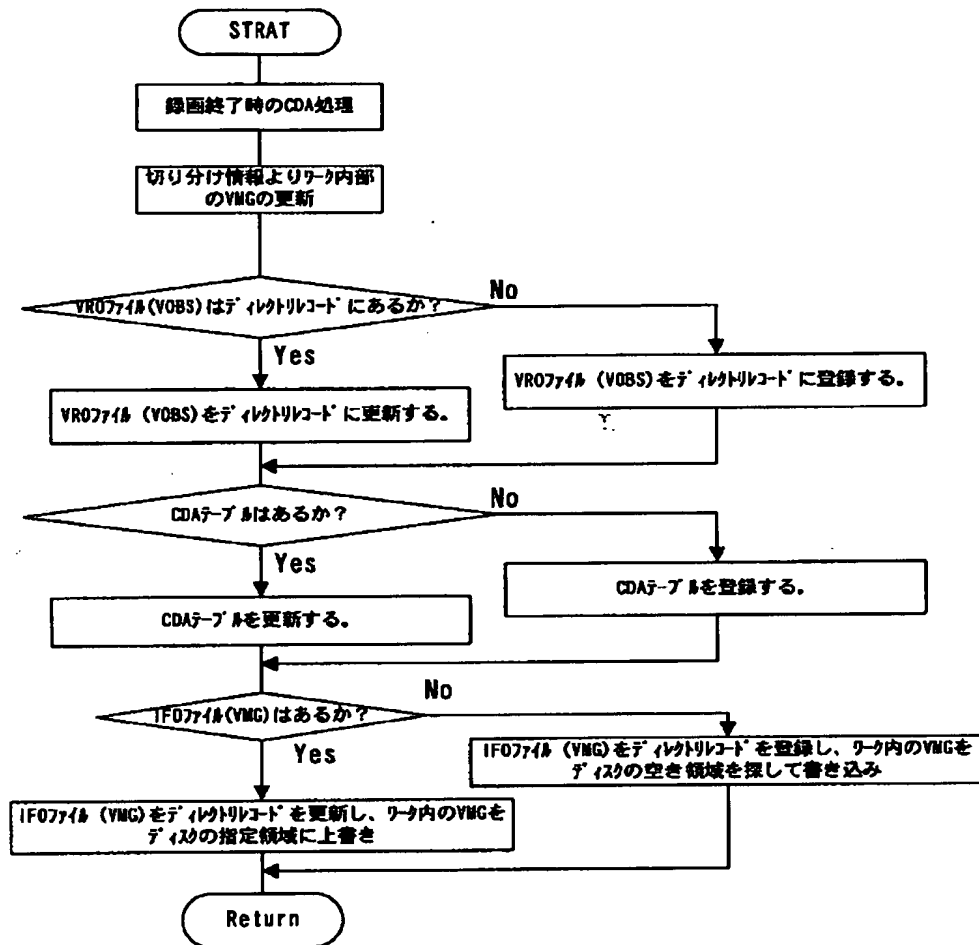 STRAT
録画終了時のCDA処理
切り分け情報よりワーク内部
のVMGの更新
VROファイル(VOBS)はディレクトリレコードにあるか？
No
Yes
VROファイル (VOBS)をディレクトリレコードに登録する。
VROファイル (VOBS)をディレクトリレコードに更新する。
CDAテーブルはあるか？
No
Yes
CDAテーブルを登録する。
CDAテーブルを更新する。
IFOファイル(VMG)はあるか？
No
Yes
IFOファイル (VMG)をディレクトリレコードを登録し、ワーク内のVMGを
ディスクの空き領域を探して書き込み
IFOファイル (VMG)をディレクトリレコードを更新し、ワーク内のVMGを
ディスクの指定領域に上書き
Return